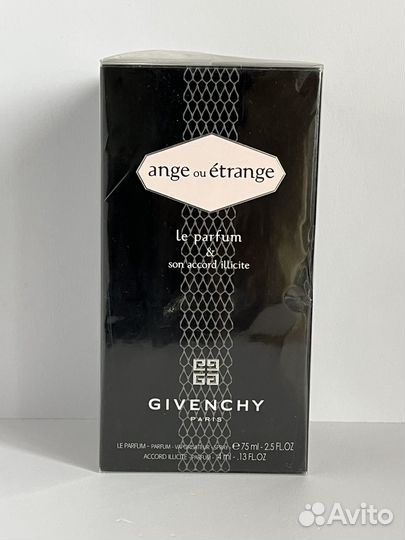 ange ou étrange
le parfum
&
son accord illicite
GIVENCHY
PARIS
LE PARFUM - PARFUM - VAPORISATEUR - SPRAY e 75 ml - 2.5 FL.OZ
ACCORD ILLICITE - PARFUM - 4 ml - .13 FL.OZ
Avito